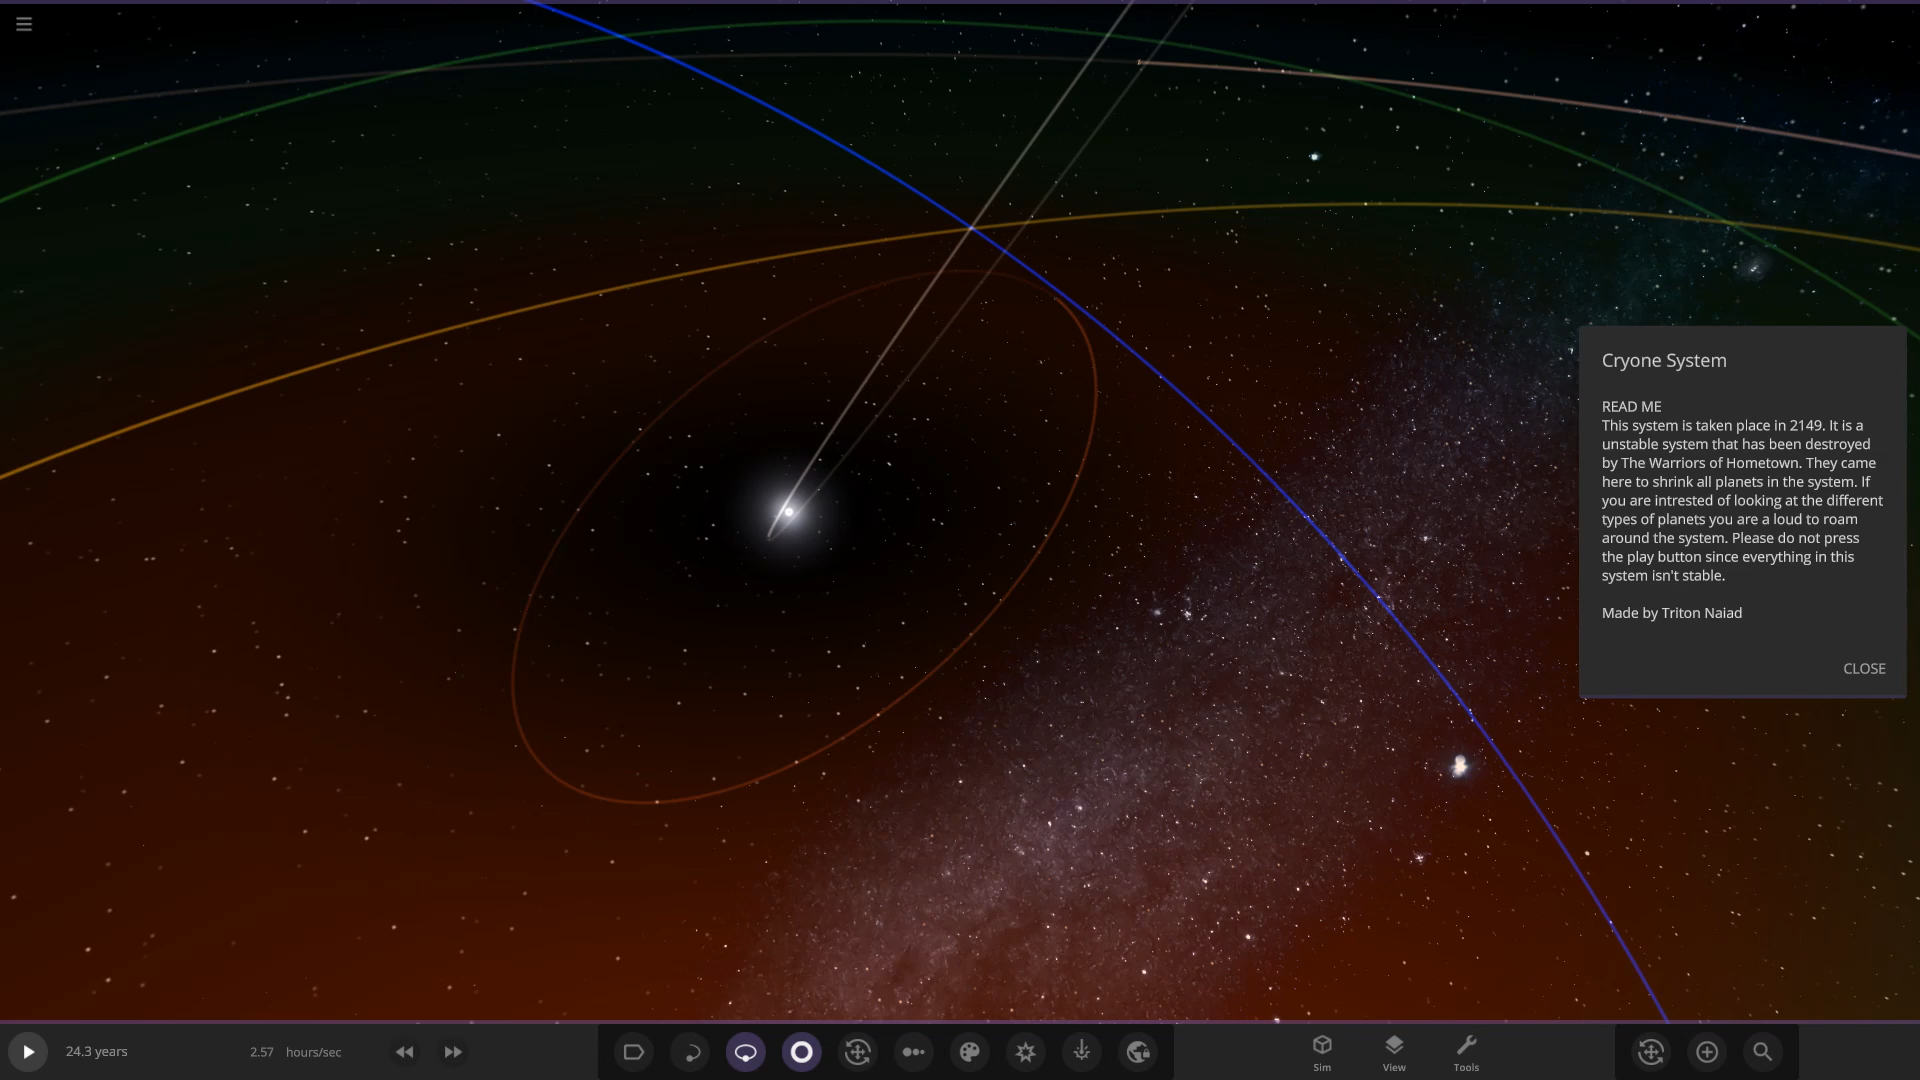 Cryone System
READ ME
This system is taken place in 2149. It is a
unstable system that has been destroyed
by The Warriors of Hometown. They came
here to shrink all planets in the system. If
you are intrested of looking at the different
types of planets you are a loud to roam
around the system. Please do not press
the play button since everything in this
system isn't stable.
Made by Triton Naiad
CLOSE
24.3 years
2.57 hours/sec
Sim
View
Tools